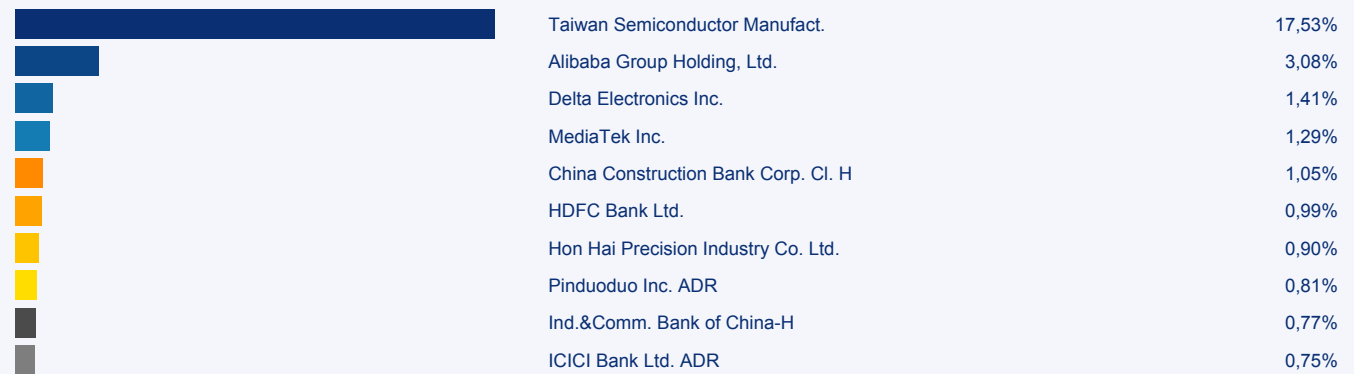 Taiwan Semiconductor Manufact. 17,53%
Alibaba Group Holding, Ltd. 3,08%
Delta Electronics Inc. 1,41%
MediaTek Inc. 1,29%
China Construction Bank Corp. Cl. H 1,05%
HDFC Bank Ltd. 0,99%
Hon Hai Precision Industry Co. Ltd. 0,90%
Pinduoduo Inc. ADR 0,81%
Ind.&Comm. Bank of China-H 0,77%
ICICI Bank Ltd. ADR 0,75%